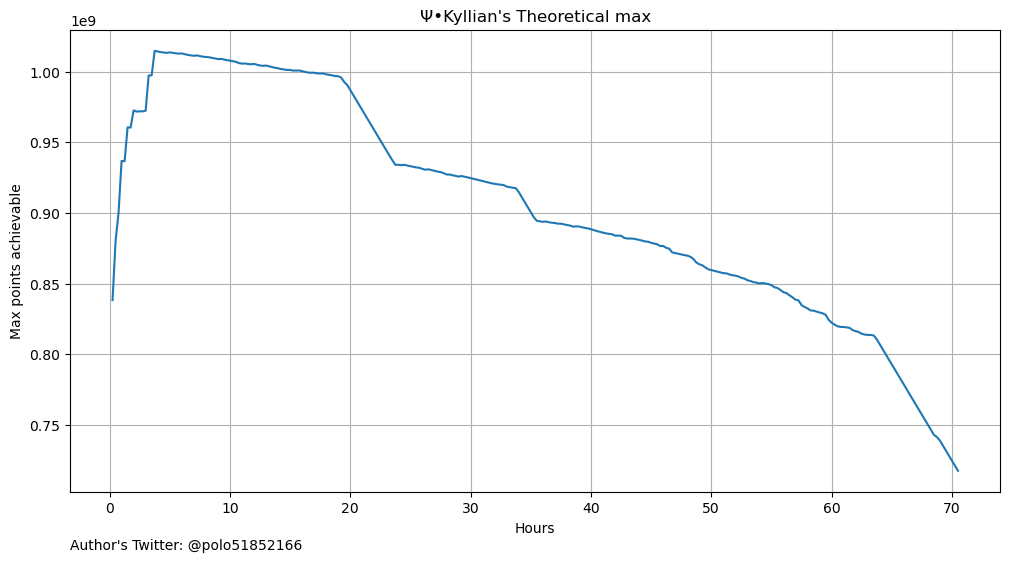 Ψ•Kyllian's Theoretical max
1e9
1.00
0.95
0.90
0.85
0.80
0.75
Max points achievable
0 10 20 30 40 50 60 70
Hours
Author's Twitter: @polo51852166